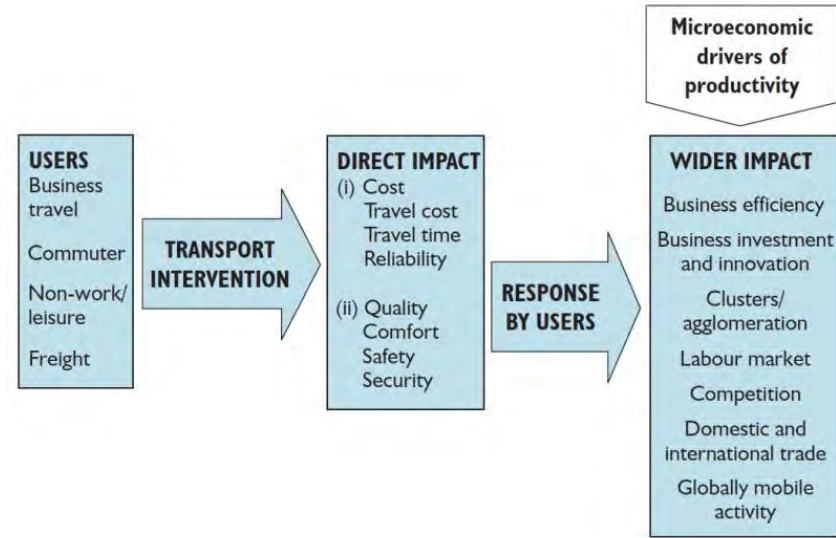 Microeconomic
drivers of
productivity
USERS
Business
travel
Commuter
Non-work/
leisure
Freight
TRANSPORT
INTERVENTION
DIRECT IMPACT
(i) Cost
Travel cost
Travel time
Reliability
(ii) Quality
Comfort
Safety
Security
RESPONSE
BY USERS
WIDER IMPACT
Business efficiency
Business investment
and innovation
Clusters/
agglomeration
Labour market
Competition
Domestic and
international trade
Globally mobile
activity